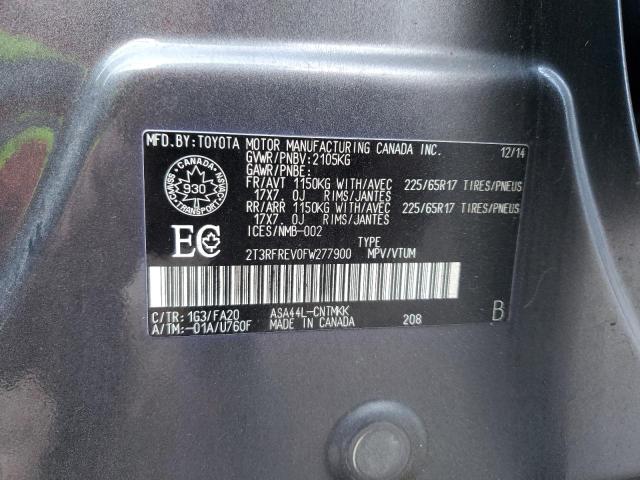 MFD.BY:TOYOTA MOTOR MANUFACTURING CANADA INC. 12/14
GVWR/PNBV:2105KG
GAWR/PNBE:
FR/AVT 1150KG WITH/AVEC 225/65R17 TIRES/PNEUS
17X7.0J RIMS/JANTES
RR/ARR 1150KG WITH/AVEC 225/65R17 TIRES/PNEUS
17X7.0J RIMS/JANTES
ICES/NMB-002
CANADA
930
TRANSPORT
NSVAC
EC
TYPE
2T3RFREV0FW277900 MPV/VTUM
C/TR:1G3/FA20 ASA44L-CNTMKK
A/TM:-01A/U760F MADE IN CANADA 208 B